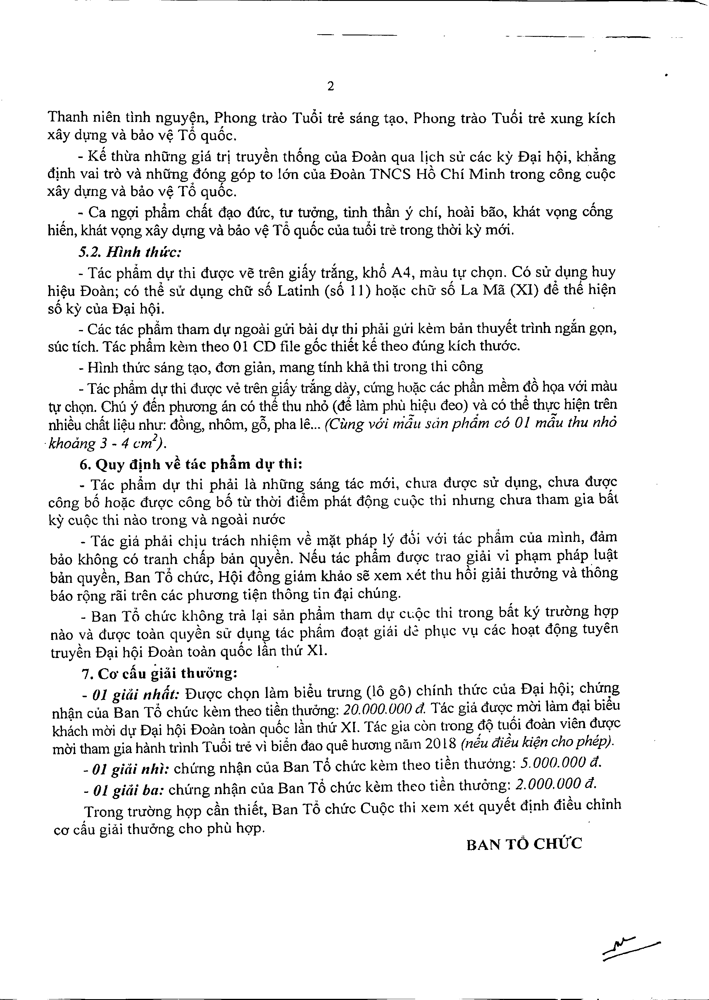 2
Thanh niên tình nguyện, Phong trào Tuổi trẻ sáng tạo, Phong trào Tuổi trẻ xung kích
xây dựng và bảo vệ Tổ quốc.
- Kế thừa những giá trị truyền thống của Đoàn qua lịch sử các kỳ Đại hội, khẳng
định vai trò và những đóng góp to lớn của Đoàn TNCS Hồ Chí Minh trong công cuộc
xây dựng và bảo vệ Tổ quốc.
- Ca ngợi phẩm chất đạo đức, tư tưởng, tinh thần ý chí, hoài bão, khát vọng cống
hiến, khát vọng xây dựng và bảo vệ Tổ quốc của tuổi trẻ trong thời kỳ mới.
5.2. Hình thức:
- Tác phẩm dự thi được vẽ trên giấy trắng, khổ A4, màu tự chọn. Có sử dụng huy
hiệu Đoàn; có thể sử dụng chữ số Latinh (số 11) hoặc chữ số La Mã (XI) để thể hiện
số kỳ của Đại hội.
- Các tác phẩm tham dự ngoài gửi bài dự thi phải gửi kèm bản thuyết trình ngắn gọn,
súc tích. Tác phẩm kèm theo 01 CD file gốc thiết kế theo đúng kích thước.
- Hình thức sáng tạo, đơn giản, mang tính khả thi trong thi công
- Tác phẩm dự thi được vẽ trên giấy trắng dày, cứng hoặc các phần mềm đồ họa với màu
tự chọn. Chú ý đến phương án có thể thu nhỏ (để làm phù hiệu đeo) và có thể thực hiện trên
nhiều chất liệu như: đồng, nhôm, gỗ, pha lê... (Cùng với mẫu sản phẩm có 01 mẫu thu nhỏ
khoảng 3 - 4 cm²).
6. Quy định về tác phẩm dự thi:
- Tác phẩm dự thi phải là những sáng tác mới, chưa được sử dụng, chưa được
công bố hoặc được công bố từ thời điểm phát động cuộc thi nhưng chưa tham gia bất
kỳ cuộc thi nào trong và ngoài nước
- Tác giả phải chịu trách nhiệm về mặt pháp lý đối với tác phẩm của mình, đảm
bảo không có tranh chấp bản quyền. Nếu tác phẩm được trao giải vi phạm pháp luật
bản quyền, Ban Tổ chức, Hội đồng giám khảo sẽ xem xét thu hồi giải thưởng và thông
báo rộng rãi trên các phương tiện thông tin đại chúng.
- Ban Tổ chức không trả lại sản phẩm tham dự cuộc thi trong bất kỳ trường hợp
nào và được toàn quyền sử dụng tác phẩm đoạt giải để phục vụ các hoạt động tuyên
truyền Đại hội Đoàn toàn quốc lần thứ XI.
7. Cơ cấu giải thưởng:
- 01 giải nhất: Được chọn làm biểu trưng (lô gô) chính thức của Đại hội; chứng
nhận của Ban Tổ chức kèm theo tiền thưởng: 20.000.000 đ. Tác giả được mời làm đại biểu
khách mời dự Đại hội Đoàn toàn quốc lần thứ XI. Tác gia còn trong độ tuổi đoàn viên được
mời tham gia hành trình Tuổi trẻ vì biển đảo quê hương năm 2018 (nếu điều kiện cho phép).
- 01 giải nhì: chứng nhận của Ban Tổ chức kèm theo tiền thưởng: 5.000.000 đ.
- 01 giải ba: chứng nhận của Ban Tổ chức kèm theo tiền thưởng: 2.000.000 đ.
Trong trường hợp cần thiết, Ban Tổ chức Cuộc thi xem xét quyết định điều chỉnh
cơ cấu giải thưởng cho phù hợp.
BAN TỔ CHỨC